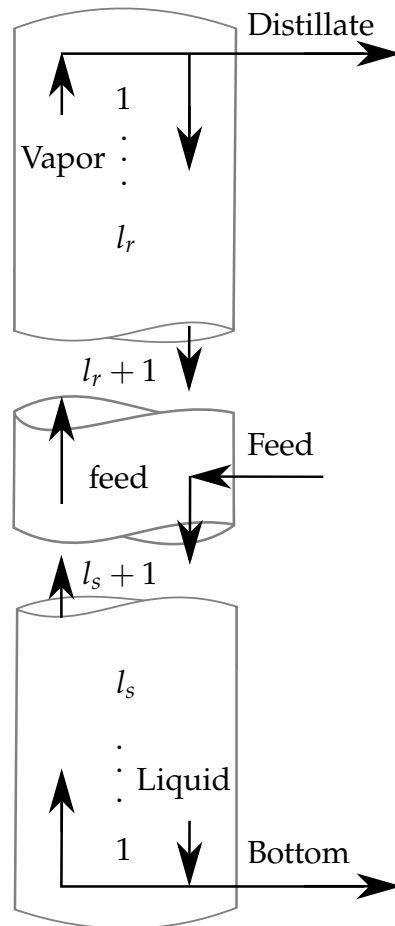 Distillate
1
Vapor
.
.
.
l_r
l_r + 1
Feed
feed
l_s + 1
l_s
.
.
.
Liquid
1
Bottom